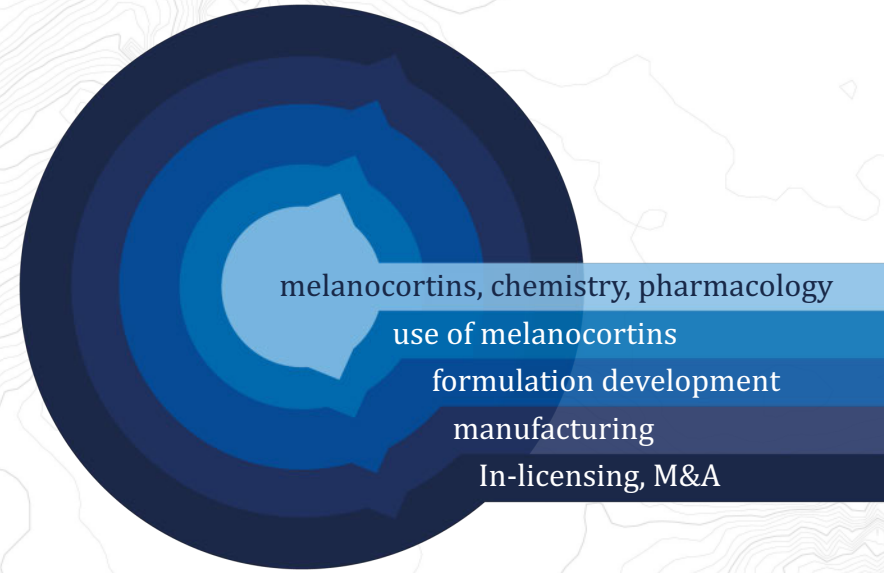 melanocortins, chemistry, pharmacology
use of melanocortins
formulation development
manufacturing
In-licensing, M&A